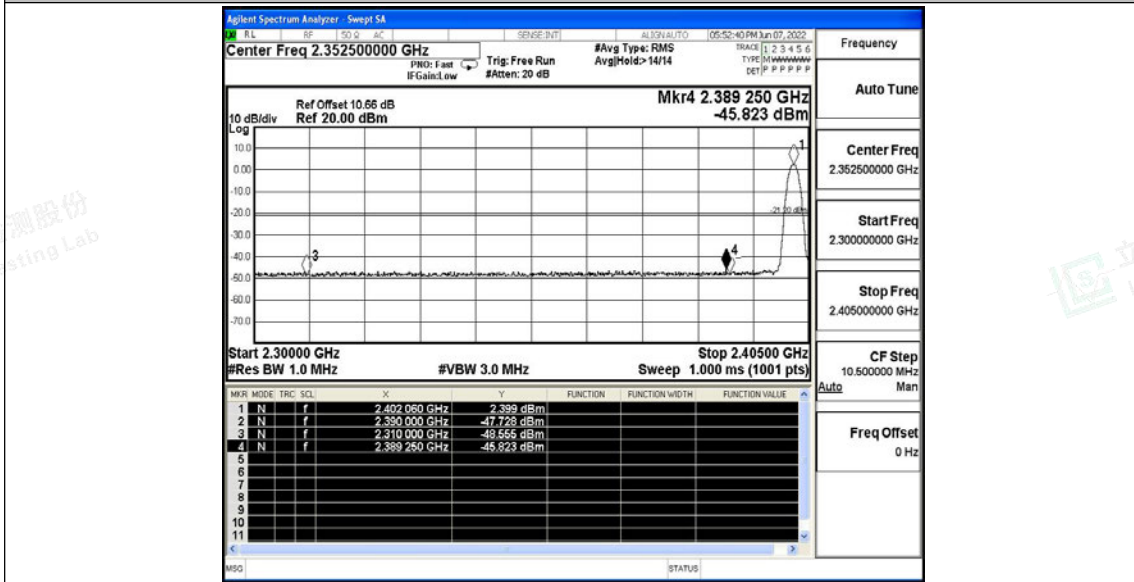 Agilent Spectrum Analyzer - Swept SA
RL RF 50 Ω AC SENSE:INT ALIGNAUTO 05:52:40 PM Jun 07, 2022
Center Freq 2.352500000 GHz
PNO: Fast
IFGain:Low
Trig: Free Run
#Atten: 20 dB
#Avg Type: RMS
Avg|Hold:> 14/14
TRACE 1 2 3 4 5 6
TYPE M WWWWW
DET P P P P P P
Ref Offset 10.66 dB
10 dB/div Ref 20.00 dBm
Log
Mkr4 2.389 250 GHz
-45.823 dBm
10.0
0.00
-10.0
-20.0
-30.0
-40.0
-50.0
-60.0
-70.0
1
-21.20 dBm
3
4
Start 2.30000 GHz Stop 2.40500 GHz
#Res BW 1.0 MHz #VBW 3.0 MHz Sweep 1.000 ms (1001 pts)
MKR MODE TRC SCL X Y FUNCTION FUNCTION WIDTH FUNCTION VALUE
1 N f 2.402 060 GHz 2.399 dBm
2 N f 2.390 000 GHz -47.728 dBm
3 N f 2.310 000 GHz -48.555 dBm
4 N f 2.389 250 GHz -45.823 dBm
5
6
7
8
9
10
11
MSG STATUS
Frequency
Auto Tune
Center Freq
2.352500000 GHz
Start Freq
2.300000000 GHz
Stop Freq
2.405000000 GHz
CF Step
10.500000 MHz
Auto Man
Freq Offset
0 Hz
测股份
sting Lab
立